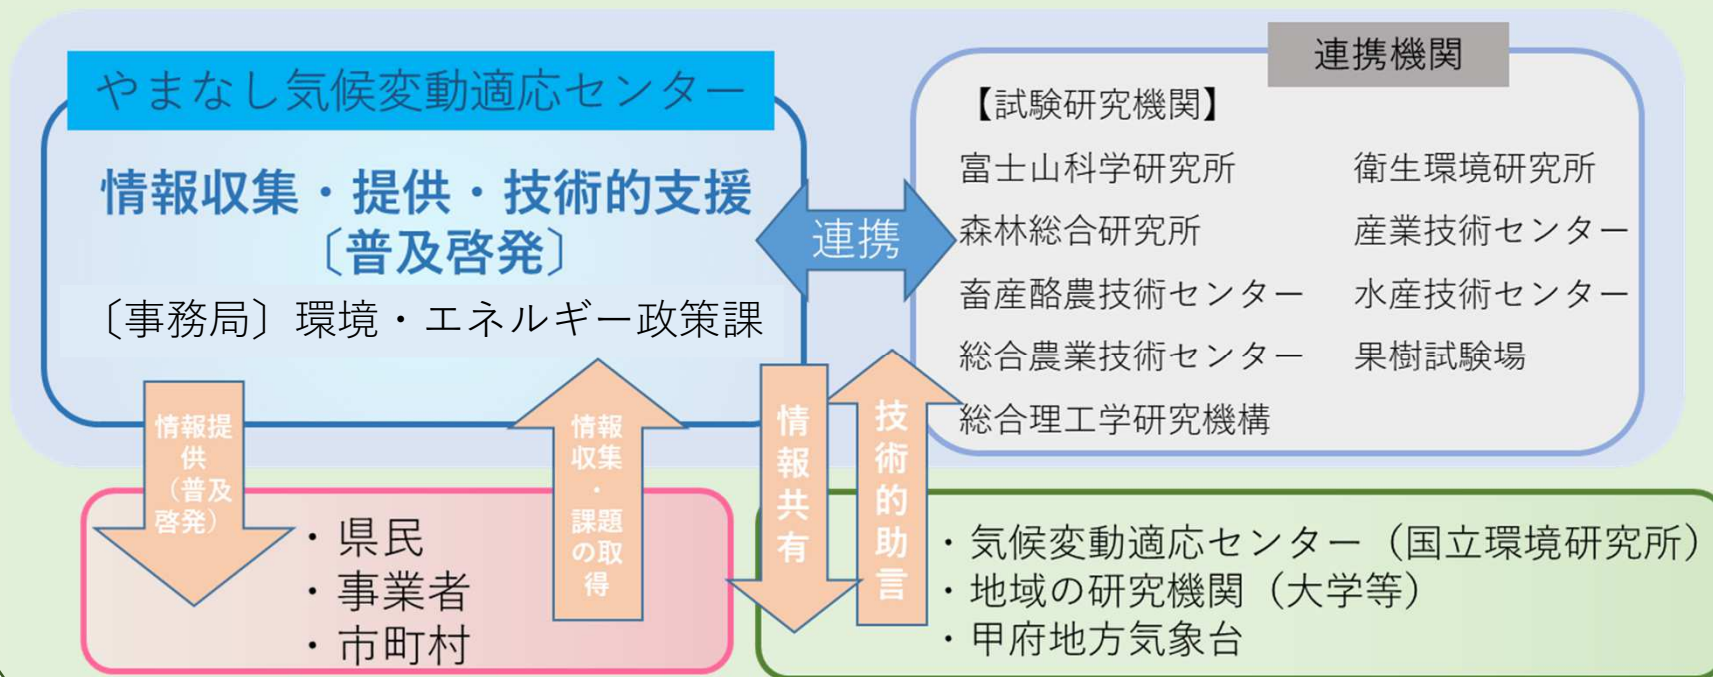 やまなし気候変動適応センター
情報収集・提供・技術的支援
〔普及啓発〕
〔事務局〕環境・エネルギー政策課
連携
連携機関
【試験研究機関】
富士山科学研究所
衛生環境研究所
森林総合研究所
産業技術センター
畜産酪農技術センター
水産技術センター
総合農業技術センター
果樹試験場
総合理工学研究機構
情報提
供
（普及
啓発）
情報
収集
・
課題
の取
得
情報共有
技術的助言
・県民
・事業者
・市町村
・気候変動適応センター（国立環境研究所）
・地域の研究機関（大学等）
・甲府地方気象台